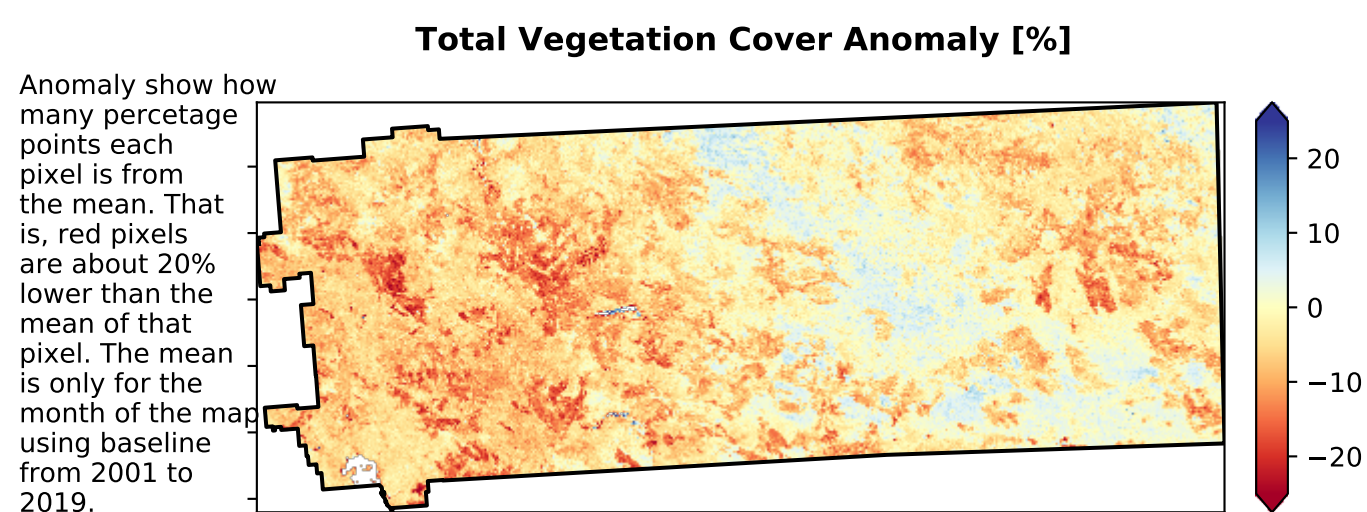 Total Vegetation Cover Anomaly [%]
Anomaly show how
many percetage
points each
pixel is from
the mean. That
is, red pixels
are about 20%
lower than the
mean of that
pixel. The mean
is only for the
month of the map
using baseline
from 2001 to
2019.
20
10
0
−10
−20